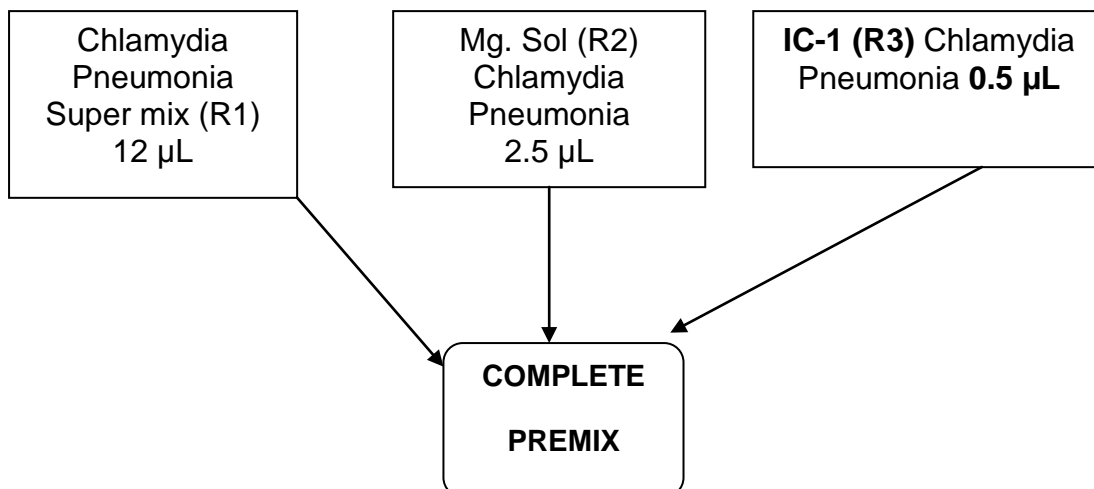 Chlamydia
Pneumonia
Super mix (R1)
12 µL
Mg. Sol (R2)
Chlamydia
Pneumonia
2.5 µL
IC-1 (R3) Chlamydia
Pneumonia 0.5 µL
COMPLETE
PREMIX